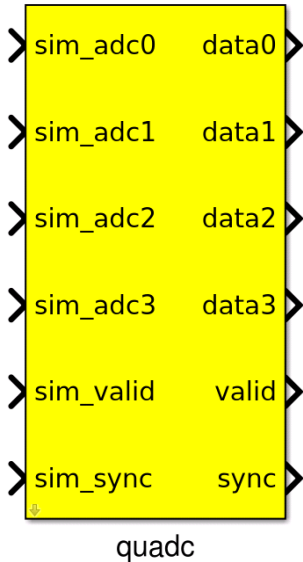 sim_adc0 data0
sim_adc1 data1
sim_adc2 data2
sim_adc3 data3
sim_valid valid
sim_sync sync
quadc